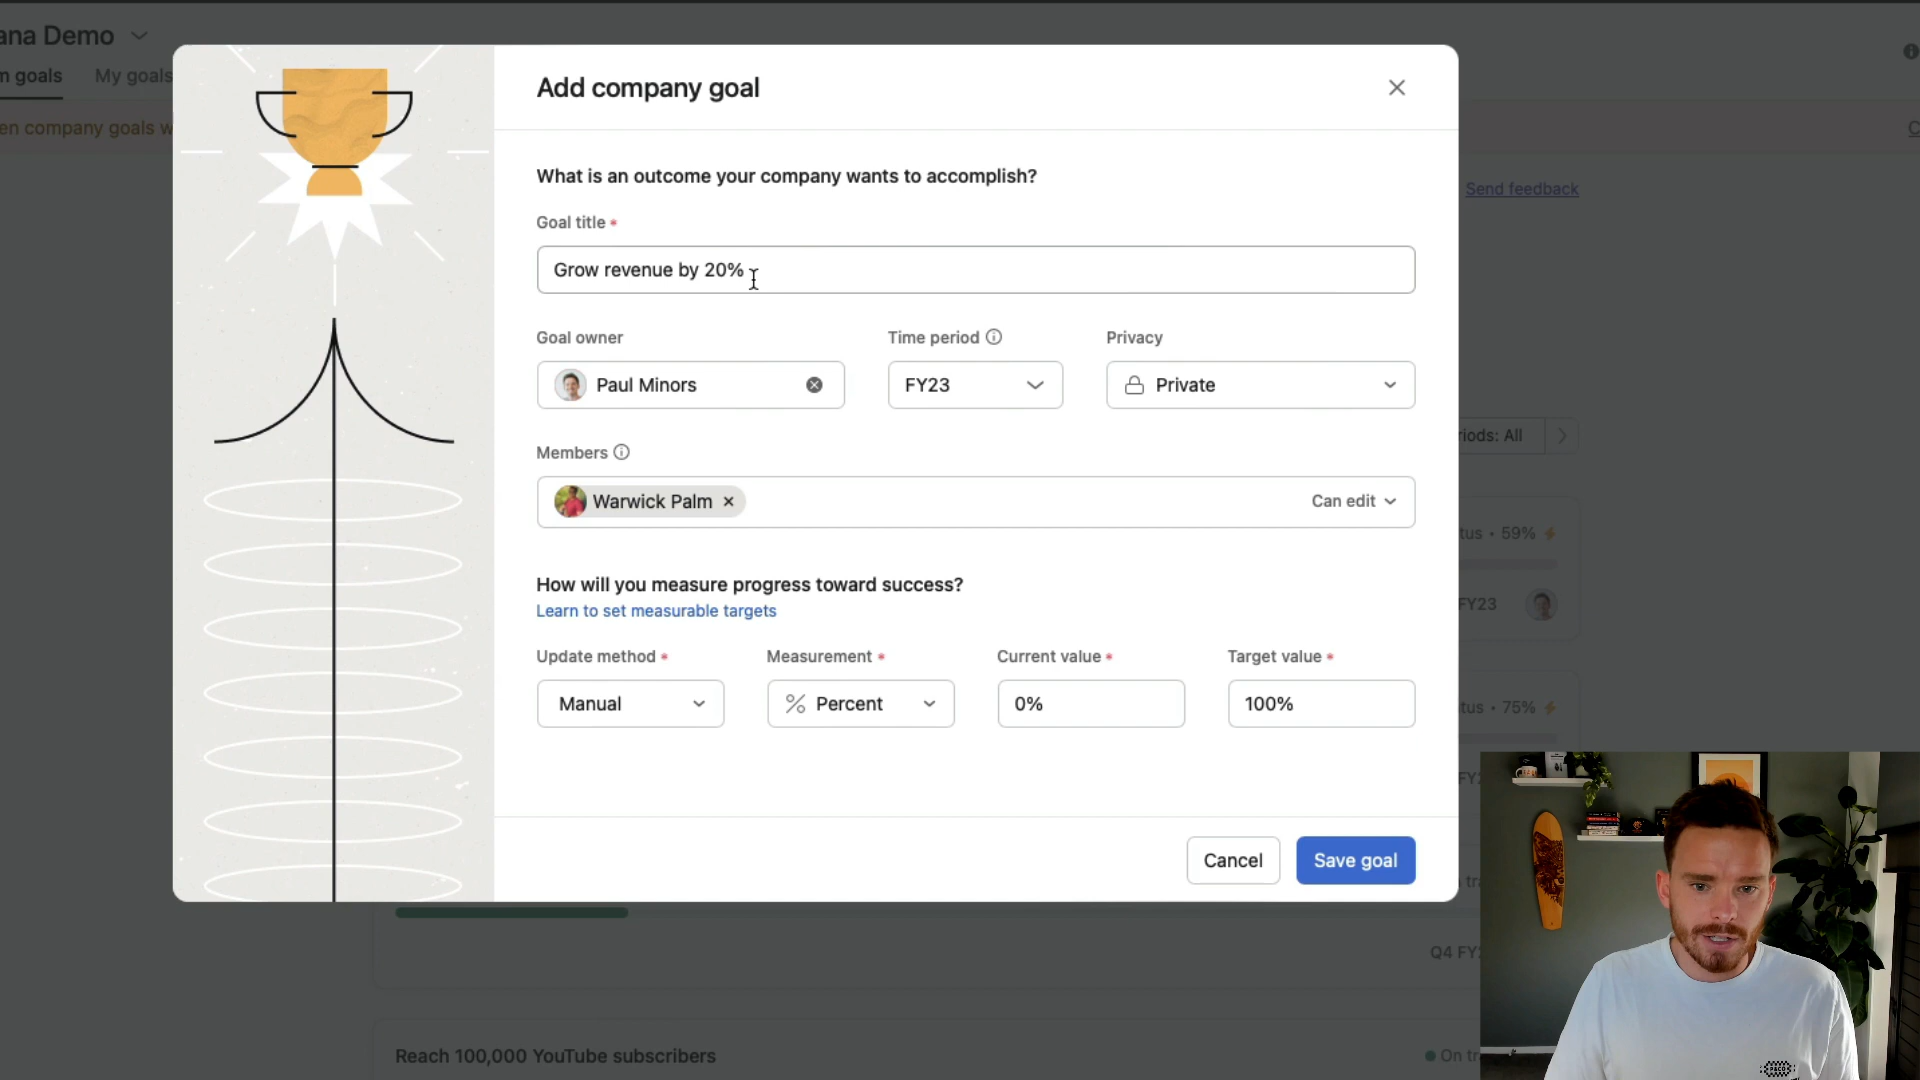 ana Demo
m goals My goals
en company goals w
Send feedback
Add company goal
What is an outcome your company wants to accomplish?
Goal title *
Grow revenue by 20%
Goal owner Time period Privacy
Paul Minors FY23 Private
riods: All
Members
Warwick Palm × Can edit
tus • 59%
How will you measure progress toward success?
Learn to set measurable targets
FY23
Update method * Measurement * Current value * Target value *
Manual % Percent 0% 100%
tus • 75%
FY
Cancel Save goal
Q4 FY
Reach 100,000 YouTube subscribers
On tr